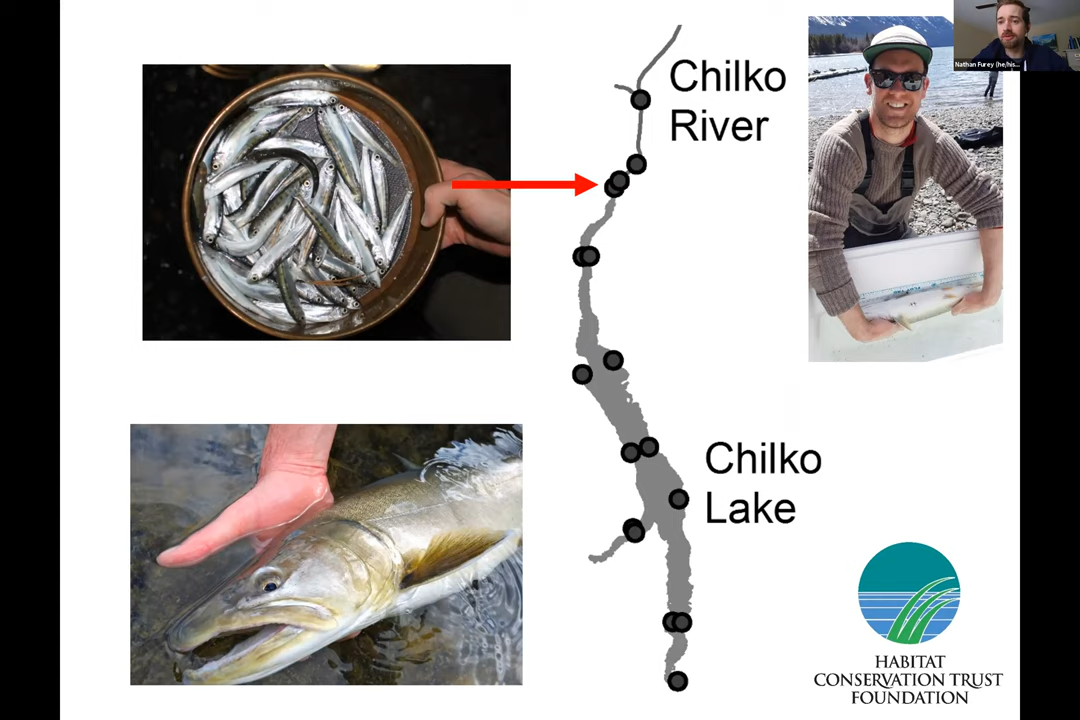 Chilko
River
Nathan Furey (he/his...
Chilko
Lake
HABITAT
CONSERVATION TRUST
FOUNDATION